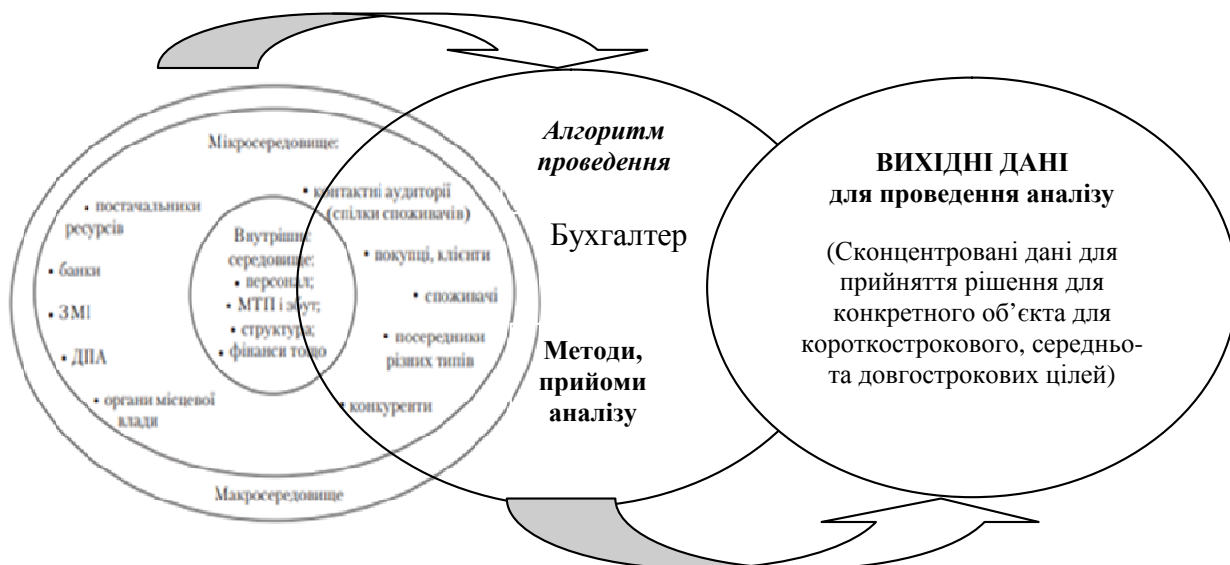 Мікросередовище:
• контактні аудиторії
(спілки споживачів)
• постачальники
ресурсів
• банки
• ЗМІ
• ДПА
• органи місцевої
влади
Внутрішнє
середовище:
• персонал;
• МТП і збут;
• структура;
• фінанси тощо
• покупці, клієнти
• споживачі
• посередники
різних типів
• конкуренти
Макросередовище
Алгоритм
проведення
Бухгалтер
Методи,
прийоми
аналізу
ВИХІДНІ ДАНІ
для проведення аналізу
(Сконцентровані дані для
прийняття рішення для
конкретного об’єкта для
короткострокового, середньо-
та довгострокових цілей)